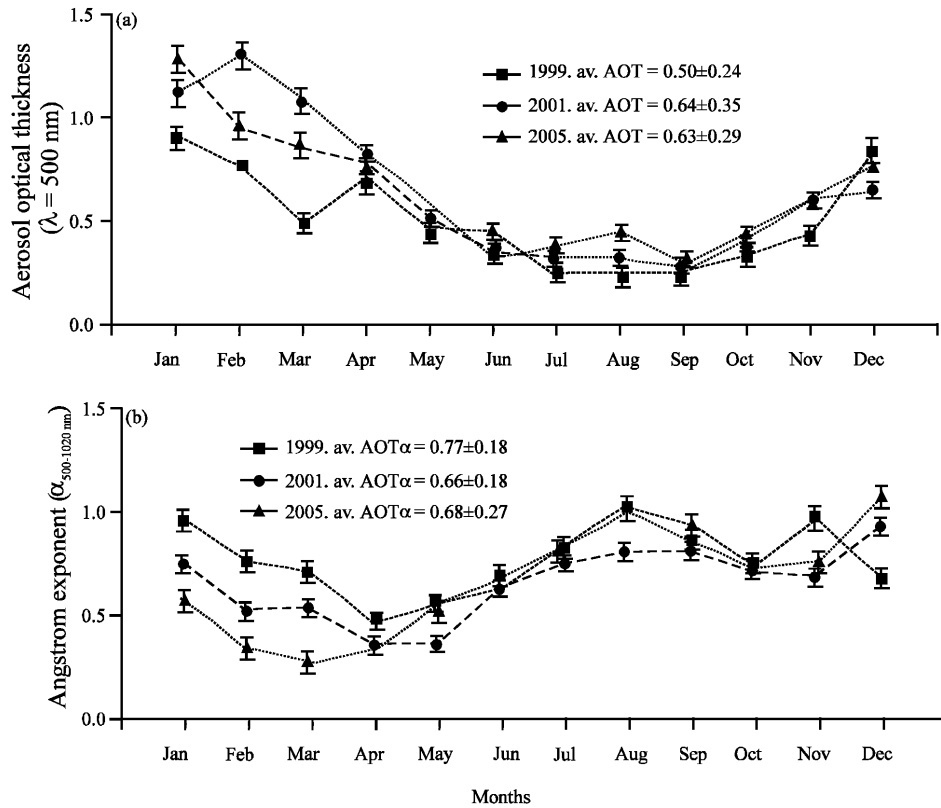 (a)
1.5
1.0
0.5
0.0
Aerosol optical thickness
(λ = 500 nm)
1999. av. AOT = 0.50±0.24
2001. av. AOT = 0.64±0.35
2005. av. AOT = 0.63±0.29
Jan Feb Mar Apr May Jun Jul Aug Sep Oct Nov Dec
(b)
1.5
1.0
0.5
0.0
Angstrom exponent (α500-1020 nm)
1999. av. AOTα = 0.77±0.18
2001. av. AOTα = 0.66±0.18
2005. av. AOTα = 0.68±0.27
Jan Feb Mar Apr May Jun Jul Aug Sep Oct Nov Dec
Months